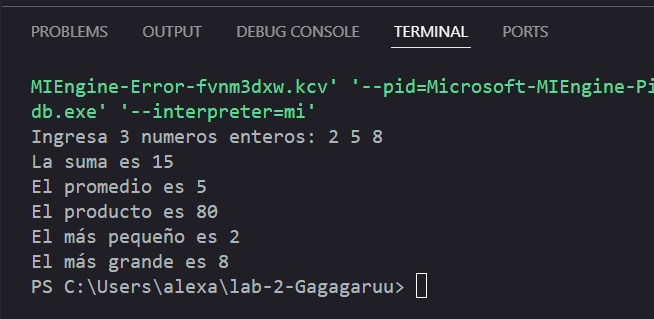 PROBLEMS OUTPUT DEBUG CONSOLE TERMINAL PORTS
MIEngine-Error-fvnm3dxw.kcv' '--pid=Microsoft-MIEngine-Pi
db.exe' '--interpreter=mi'
Ingresa 3 numeros enteros: 2 5 8
La suma es 15
El promedio es 5
El producto es 80
El más pequeño es 2
El más grande es 8
PS C:\Users\alexa\lab-2-Gagagaruu>